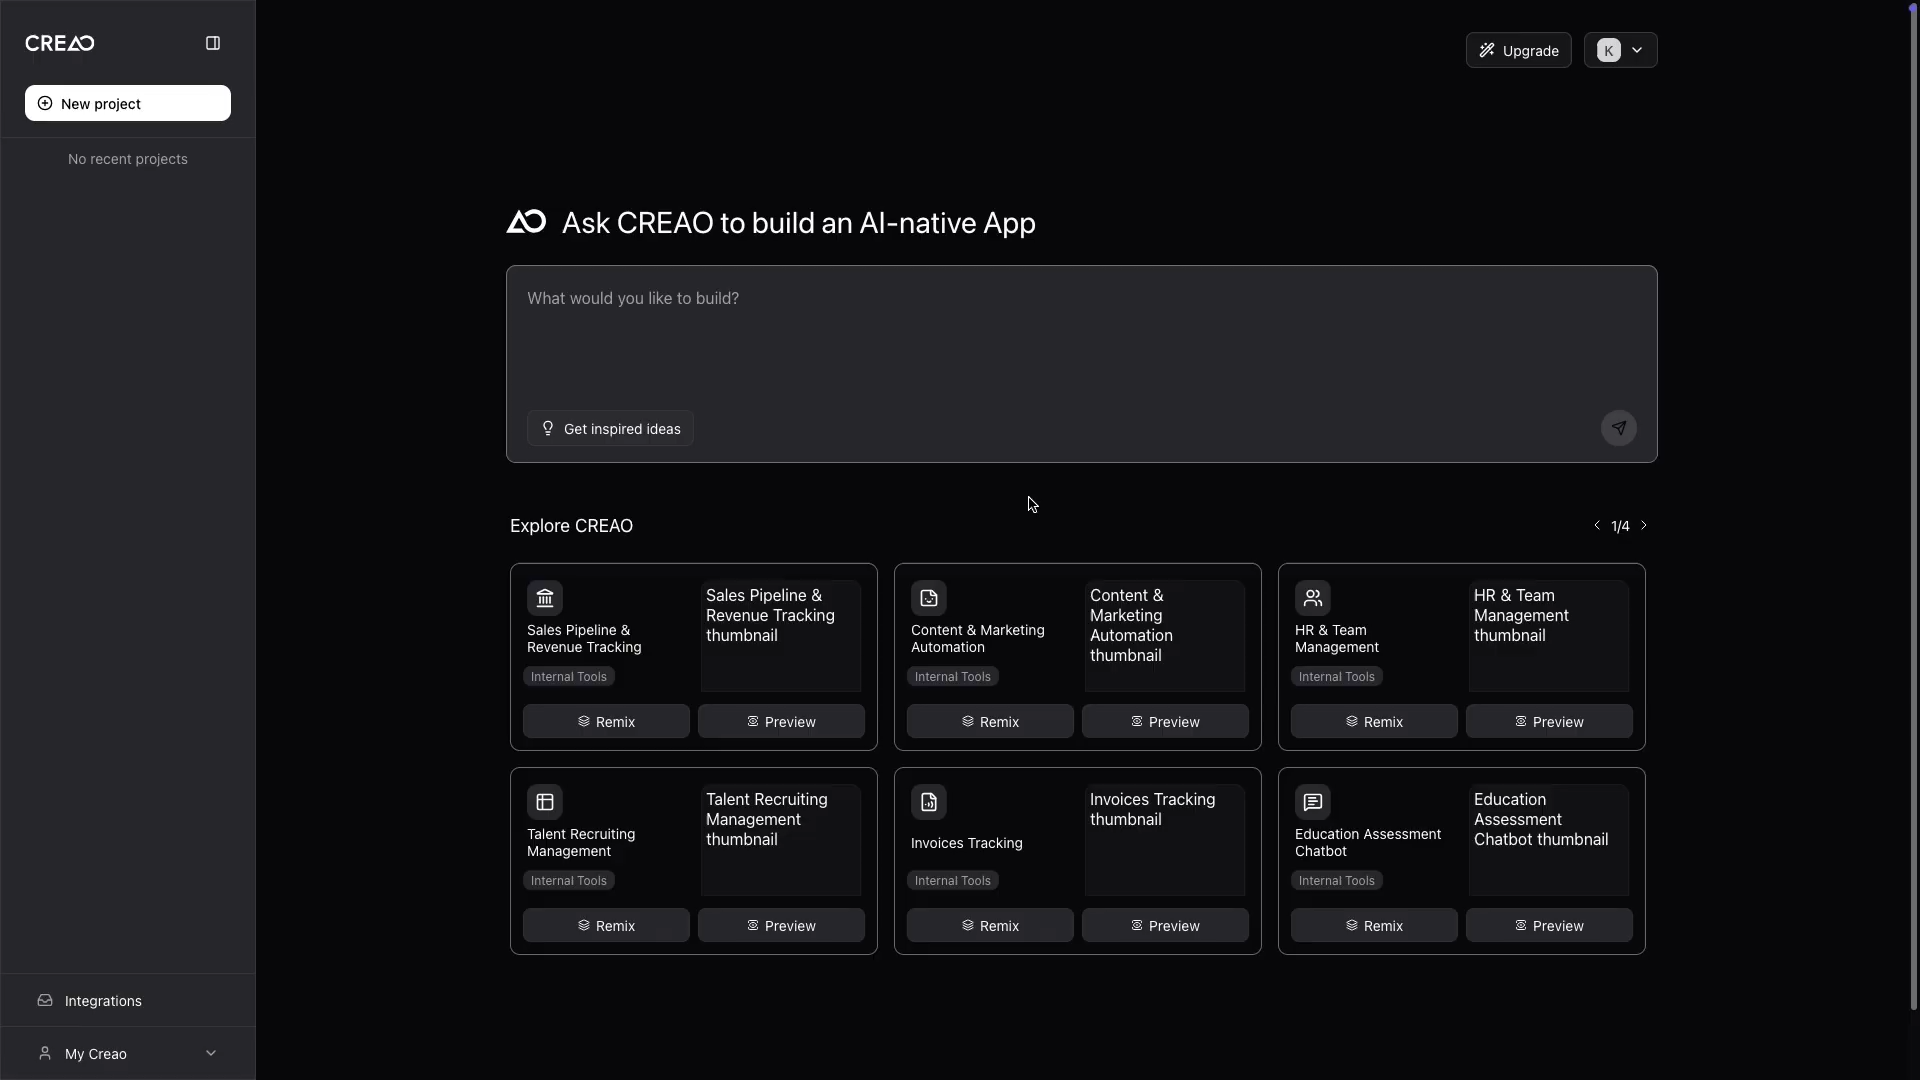 CREAO
New project
No recent projects
Integrations
My Creao
Upgrade
K
Ask CREAO to build an AI-native App
What would you like to build?
Get inspired ideas
Explore CREAO
1/4
Sales Pipeline &
Revenue Tracking
Internal Tools
Sales Pipeline &
Revenue Tracking
thumbnail
Remix
Preview
Content & Marketing
Automation
Internal Tools
Content &
Marketing
Automation
thumbnail
Remix
Preview
HR & Team
Management
Internal Tools
HR & Team
Management
thumbnail
Remix
Preview
Talent Recruiting
Management
Internal Tools
Talent Recruiting
Management
thumbnail
Remix
Preview
Invoices Tracking
Internal Tools
Invoices Tracking
thumbnail
Remix
Preview
Education Assessment
Chatbot
Internal Tools
Education
Assessment
Chatbot thumbnail
Remix
Preview